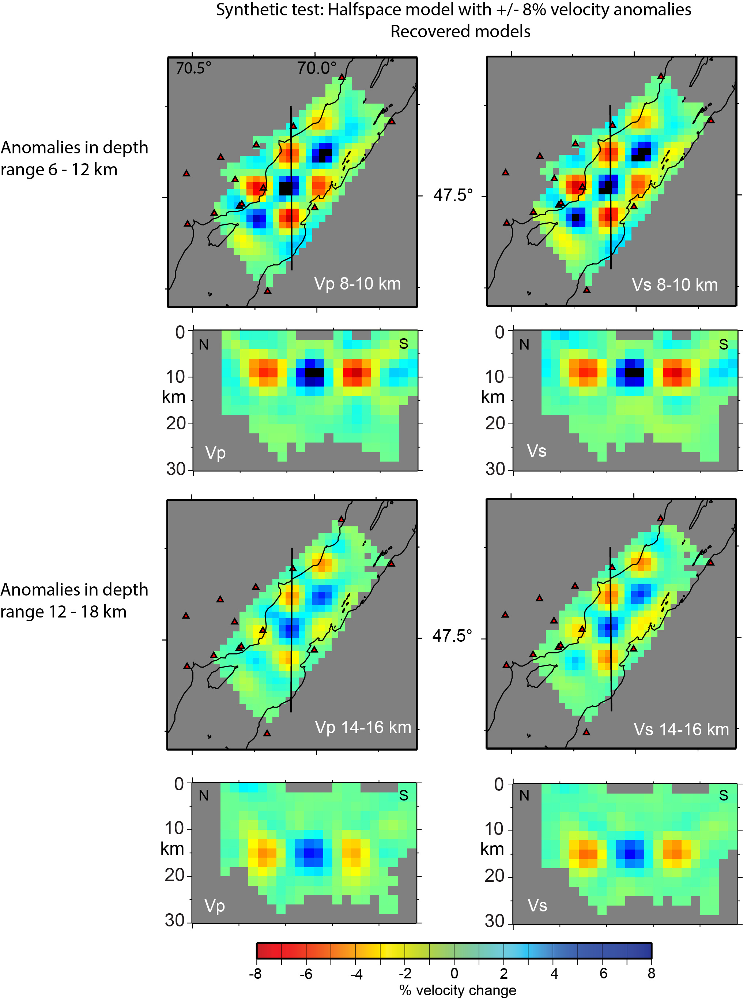 Synthetic test: Halfspace model with +/- 8% velocity anomalies
Recovered models
70.5° 70.0°
Anomalies in depth
range 6 - 12 km
47.5°
Vp 8-10 km
Vs 8-10 km
0
N S
10
km
20
Vp
30
0
N S
10
km
20
Vs
30
Anomalies in depth
range 12 - 18 km
47.5°
Vp 14-16 km
Vs 14-16 km
0
N S
10
km
20
Vp
30
0
N S
10
km
20
Vs
30
-8 -6 -4 -2 0 2 4 6 8
% velocity change